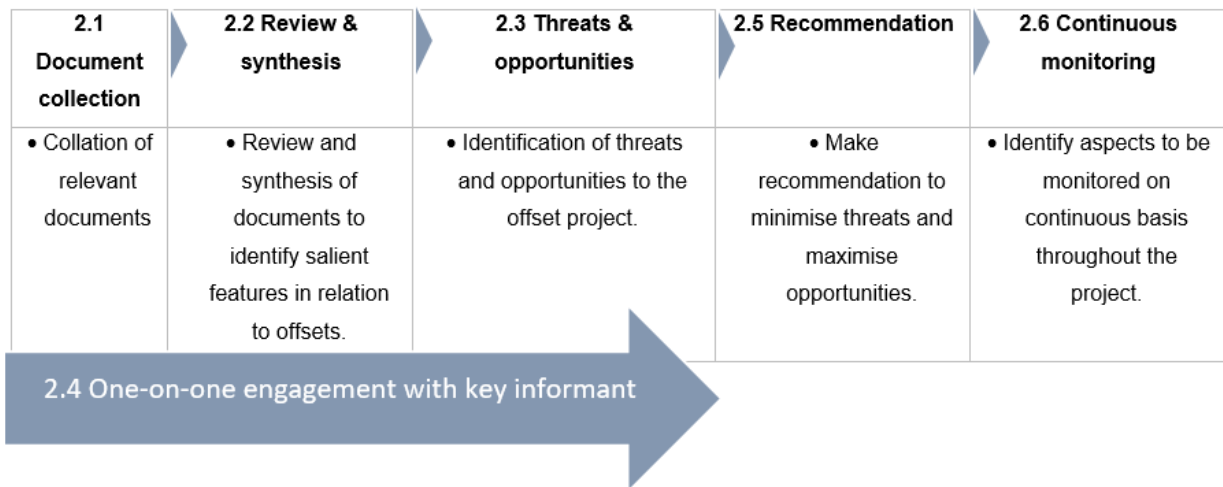 2.1
Document
collection
2.2 Review &
synthesis
2.3 Threats &
opportunities
2.5 Recommendation
2.6 Continuous
monitoring
• Collation of
relevant
documents
• Review and
synthesis of
documents to
identify salient
features in relation
to offsets.
• Identification of threats
and opportunities to the
offset project.
• Make
recommendation to
minimise threats and
maximise
opportunities.
• Identify aspects to be
monitored on
continuous basis
throughout the
project.
2.4 One-on-one engagement with key informant